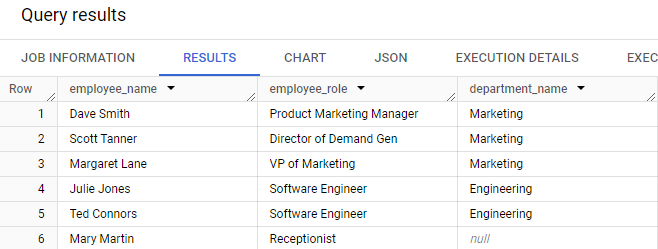 Query results
JOB INFORMATION RESULTS CHART JSON EXECUTION DETAILS EXEC
Row employee_name employee_role department_name
1 Dave Smith Product Marketing Manager Marketing
2 Scott Tanner Director of Demand Gen Marketing
3 Margaret Lane VP of Marketing Marketing
4 Julie Jones Software Engineer Engineering
5 Ted Connors Software Engineer Engineering
6 Mary Martin Receptionist null